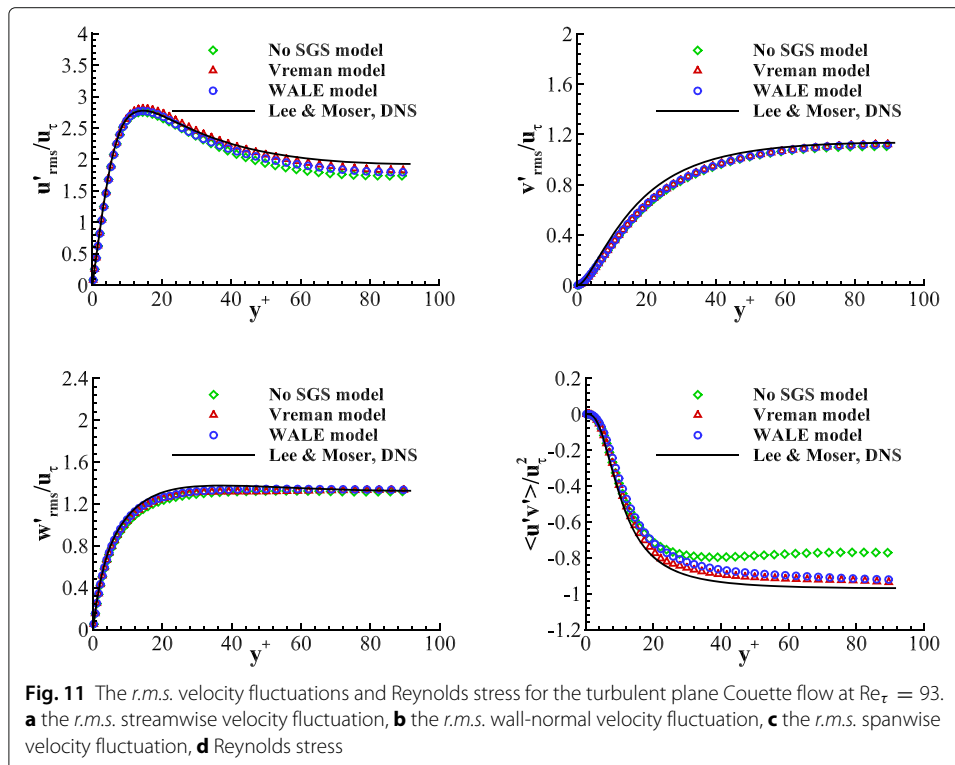 4
3.5
3
2.5
2
1.5
1
0.5
0
u'rms/uτ
No SGS model
Vreman model
WALE model
Lee & Moser, DNS
0 20 40 60 80 100
y+
2
1.6
1.2
0.8
0.4
0
v'rms/uτ
No SGS model
Vreman model
WALE model
Lee & Moser, DNS
0 20 40 60 80 100
y+
2.4
1.8
1.2
0.6
0
w'rms/uτ
No SGS model
Vreman model
WALE model
Lee & Moser, DNS
0 20 40 60 80 100
y+
0.2
0
-0.2
-0.4
-0.6
-0.8
-1
-1.2
<u'v'>/uτ2
No SGS model
Vreman model
WALE model
Lee & Moser, DNS
0 20 40 60 80 100
y+
Fig. 11 The r.m.s. velocity fluctuations and Reynolds stress for the turbulent plane Couette flow at Reτ = 93.
a the r.m.s. streamwise velocity fluctuation, b the r.m.s. wall-normal velocity fluctuation, c the r.m.s. spanwise
velocity fluctuation, d Reynolds stress